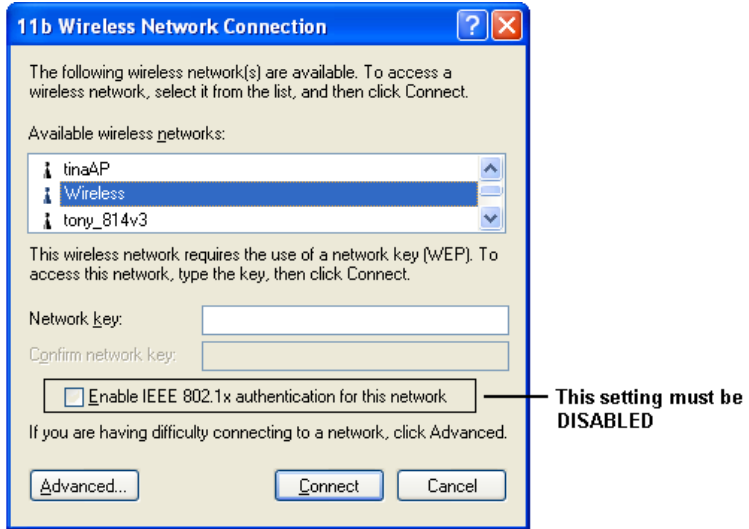 11b Wireless Network Connection
The following wireless network(s) are available. To access a
wireless network, select it from the list, and then click Connect.
Available wireless networks:
tinaAP
Wireless
tony_814v3
This wireless network requires the use of a network key (WEP). To
access this network, type the key, then click Connect.
Network key:
Confirm network key:
Enable IEEE 802.1x authentication for this network
This setting must be
DISABLED
If you are having difficulty connecting to a network, click Advanced.
Advanced...
Connect
Cancel